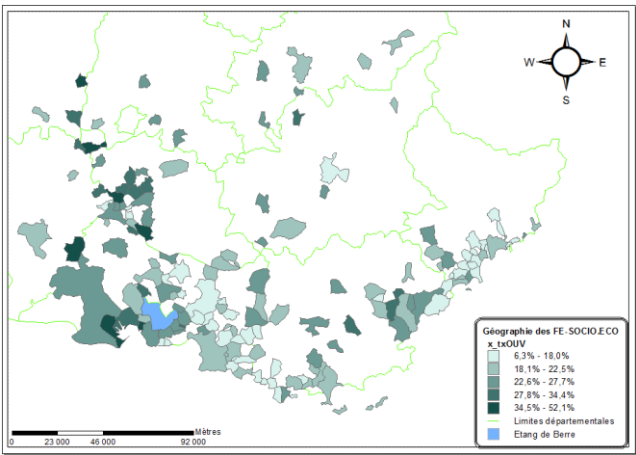 N
W E
S
Géographie des FE-SOCIO.ECO
x_txOUV
6,3% - 18,0%
18,1% - 22,5%
22,6% - 27,7%
27,8% - 34,4%
34,5% - 52,1%
Limites départementales
Etang de Berre
Mètres
0 23 000 46 000 92 000